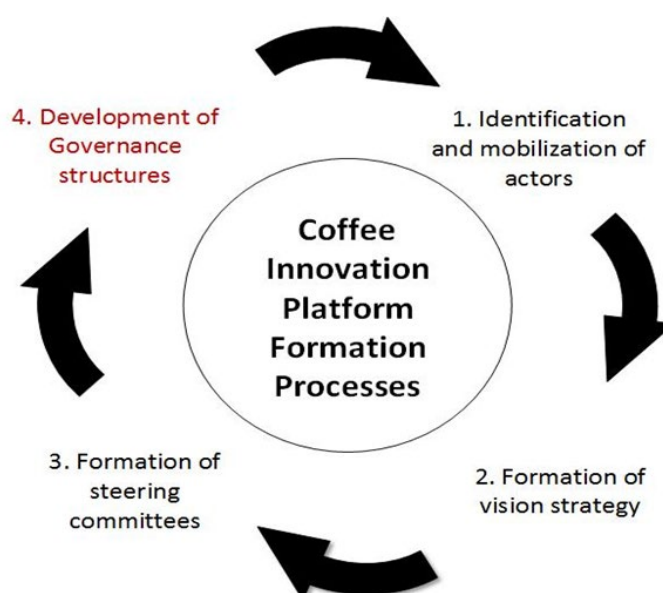 4. Development of
Governance
structures
1. Identification
and mobilization of
actors
Coffee
Innovation
Platform
Formation
Processes
3. Formation of
steering
committees
2. Formation of
vision strategy